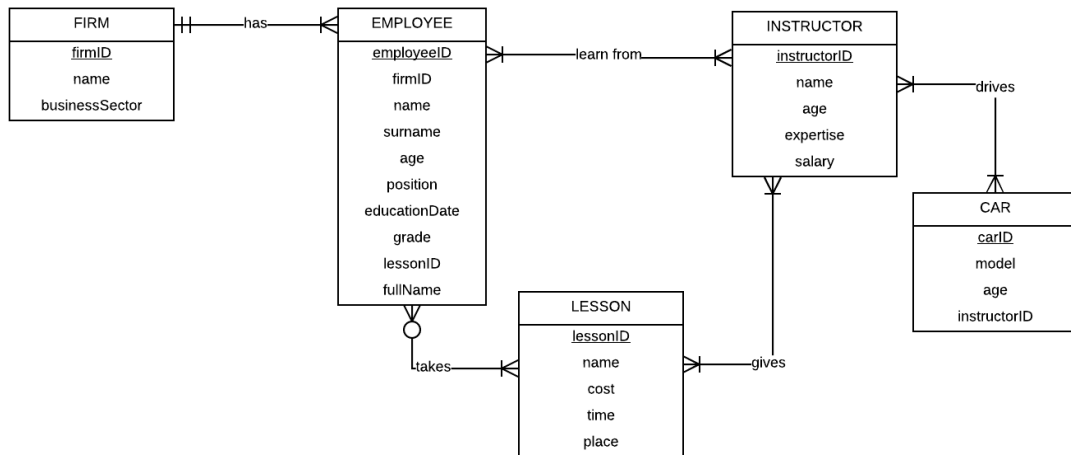 FIRM
firmID
name
businessSector
has
EMPLOYEE
employeeID
firmID
name
surname
age
position
educationDate
grade
lessonID
fullName
learn from
INSTRUCTOR
instructorID
name
age
expertise
salary
drives
CAR
carID
model
age
instructorID
takes
LESSON
lessonID
name
cost
time
place
gives